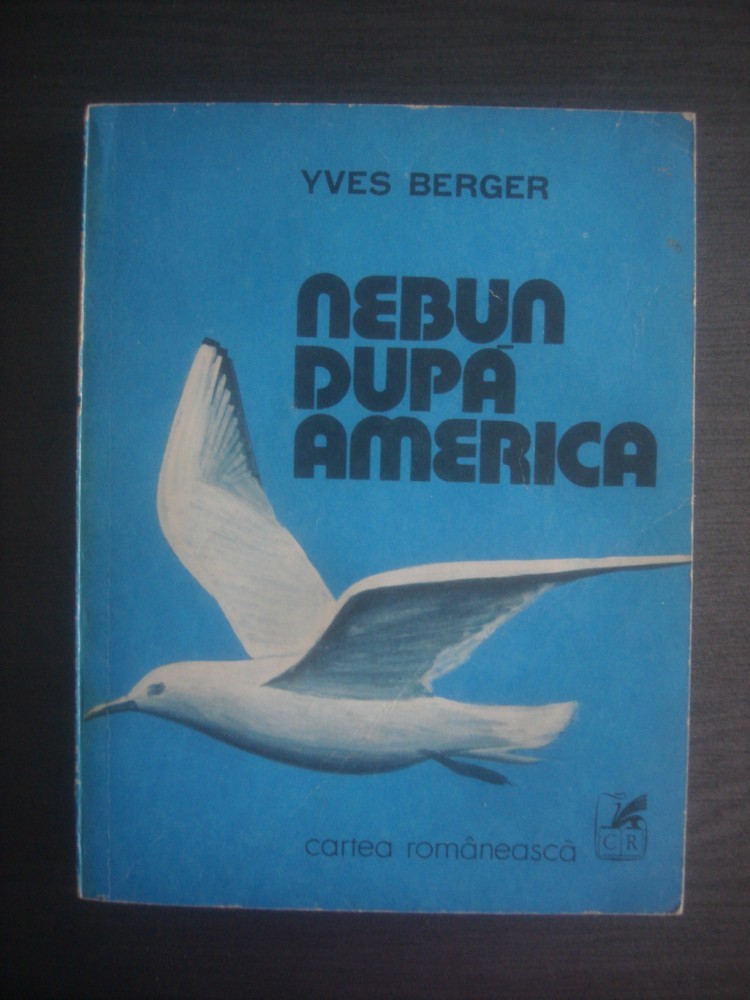 YVES BERGER
NEBUN
DUPĂ
AMERICA
cartea românească
CR